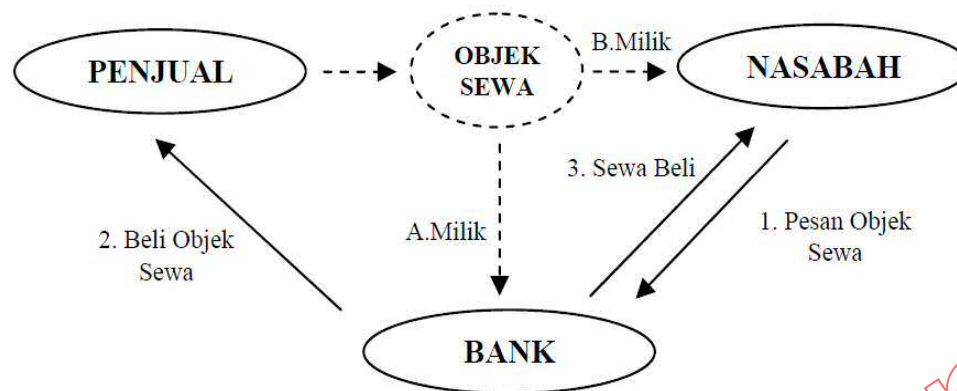 PENJUAL
OBJEK
SEWA
B.Milik
NASABAH
3. Sewa Beli
1. Pesan Objek
Sewa
2. Beli Objek
Sewa
A.Milik
BANK